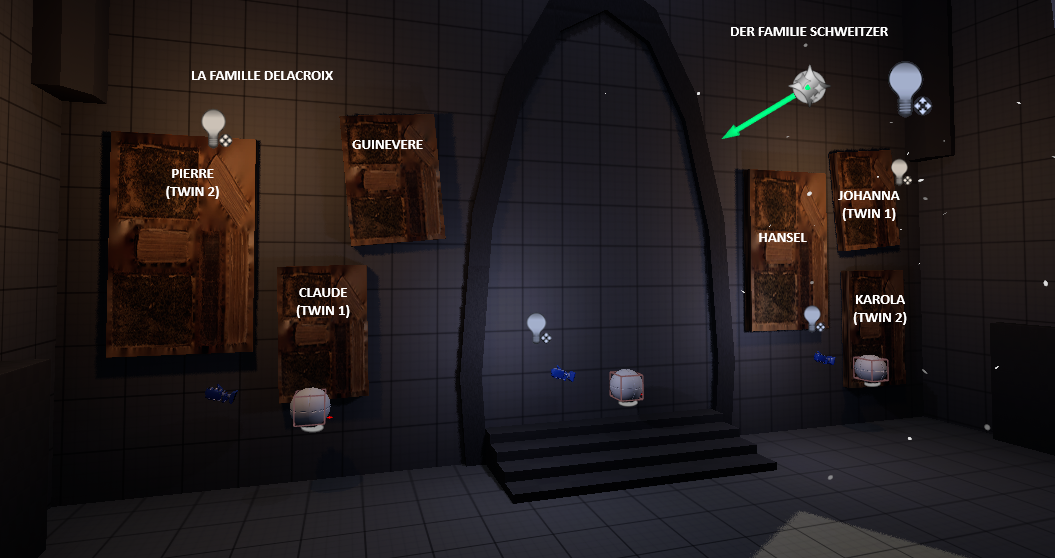 LA FAMILLE DELACROIX
PIERRE
(TWIN 2)
GUINEVERE
CLAUDE
(TWIN 1)
DER FAMILIE SCHWEITZER
HANSEL
JOHANNA
(TWIN 1)
KAROLA
(TWIN 2)